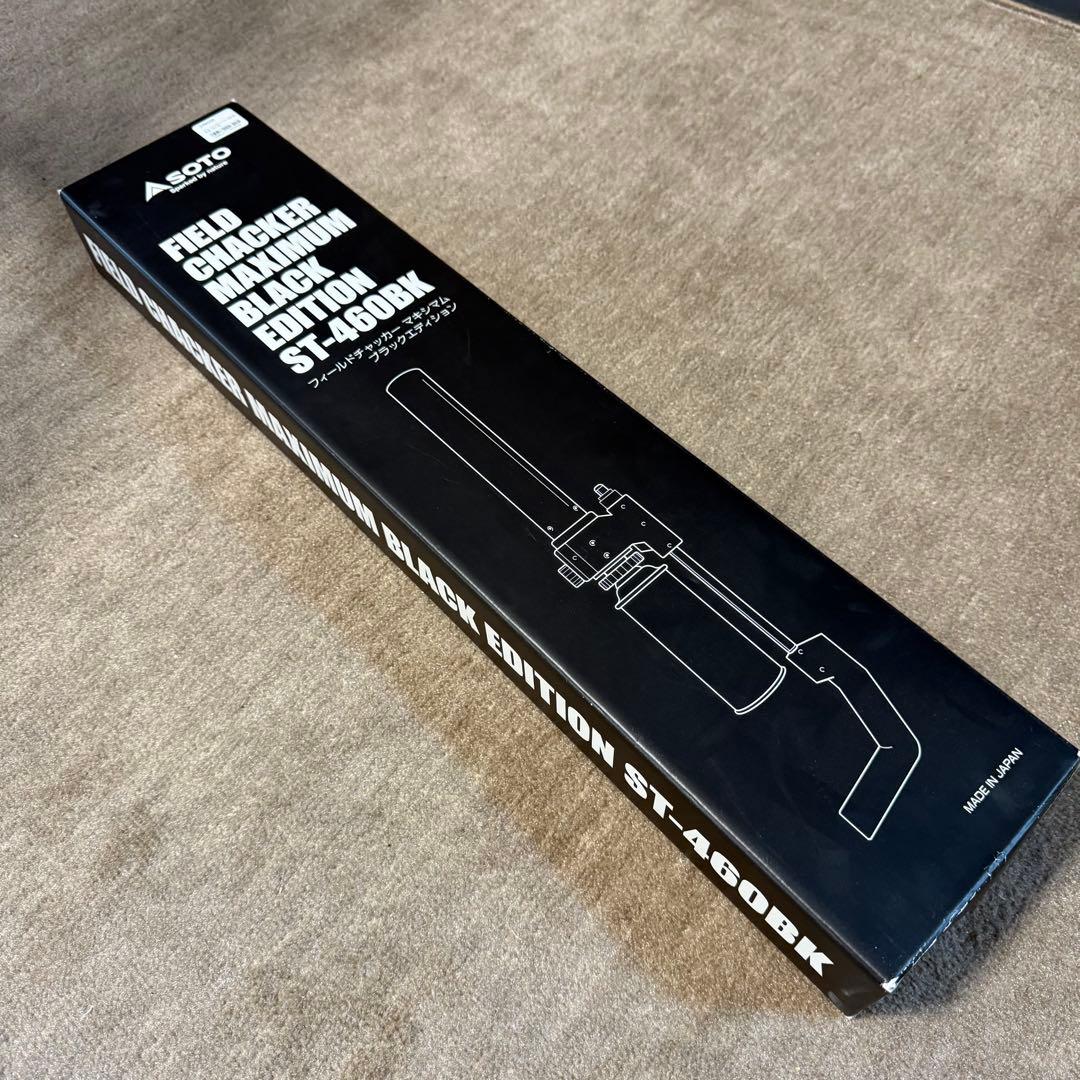 SOTO
Sparked by nature
FIELD
CHACKER
MAXIMUM
BLACK
EDITION
ST-460BK
フィールドチャッカー マキシマム
ブラックエディション
MADE IN JAPAN
FIELD CHACKER MAXIMUM BLACK EDITION ST-460BK